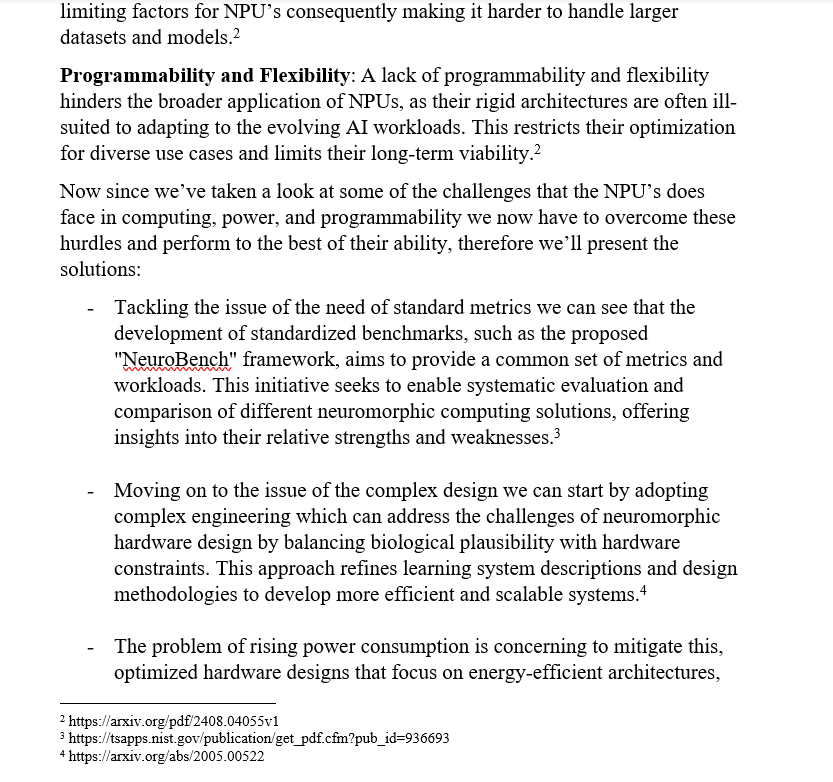 limiting factors for NPU’s consequently making it harder to handle larger
datasets and models.²
Programmability and Flexibility: A lack of programmability and flexibility
hinders the broader application of NPUs, as their rigid architectures are often ill-
suited to adapting to the evolving AI workloads. This restricts their optimization
for diverse use cases and limits their long-term viability.²
Now since we’ve taken a look at some of the challenges that the NPU’s does
face in computing, power, and programmability we now have to overcome these
hurdles and perform to the best of their ability, therefore we’ll present the
solutions:
- Tackling the issue of the need of standard metrics we can see that the
development of standardized benchmarks, such as the proposed
"NeuroBench" framework, aims to provide a common set of metrics and
workloads. This initiative seeks to enable systematic evaluation and
comparison of different neuromorphic computing solutions, offering
insights into their relative strengths and weaknesses.³
- Moving on to the issue of the complex design we can start by adopting
complex engineering which can address the challenges of neuromorphic
hardware design by balancing biological plausibility with hardware
constraints. This approach refines learning system descriptions and design
methodologies to develop more efficient and scalable systems.⁴
- The problem of rising power consumption is concerning to mitigate this,
optimized hardware designs that focus on energy-efficient architectures,
² https://arxiv.org/pdf/2408.04055v1
³ https://tsapps.nist.gov/publication/get_pdf.cfm?pub_id=936693
⁴ https://arxiv.org/abs/2005.00522